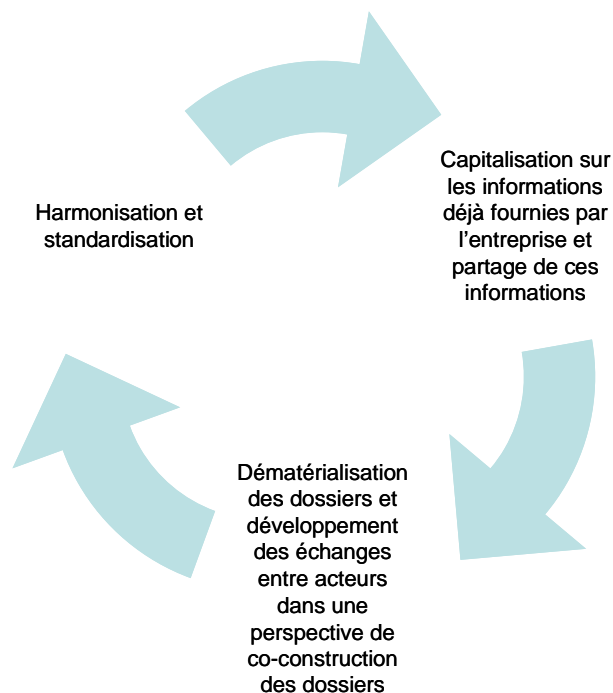 Harmonisation et
standardisation
Capitalisation sur
les informations
déjà fournies par
l’entreprise et
partage de ces
informations
Dématérialisation
des dossiers et
développement
des échanges
entre acteurs
dans une
perspective de
co-construction
des dossiers